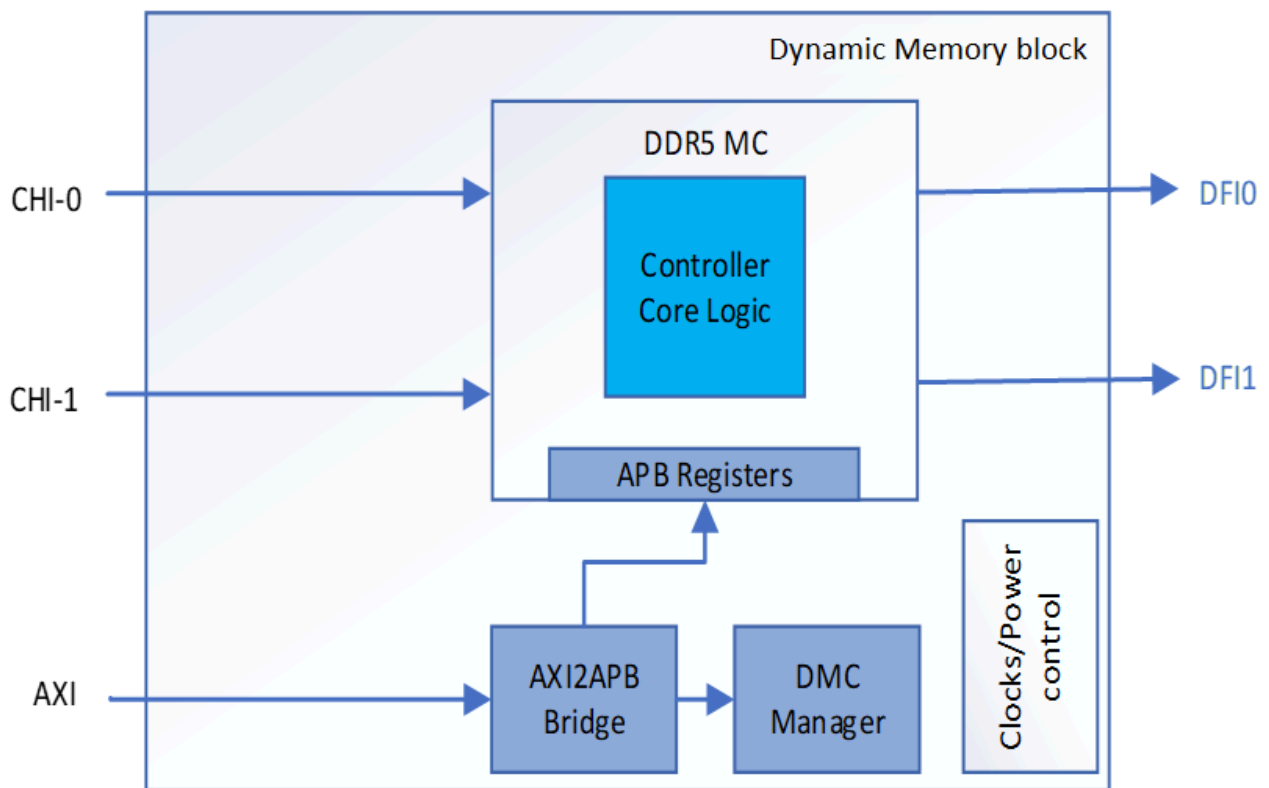 Dynamic Memory block
DDR5 MC
CHI-0
DFI0
Controller
Core Logic
CHI-1
DFI1
APB Registers
Clocks/Power
control
AXI
AXI2APB
Bridge
DMC
Manager